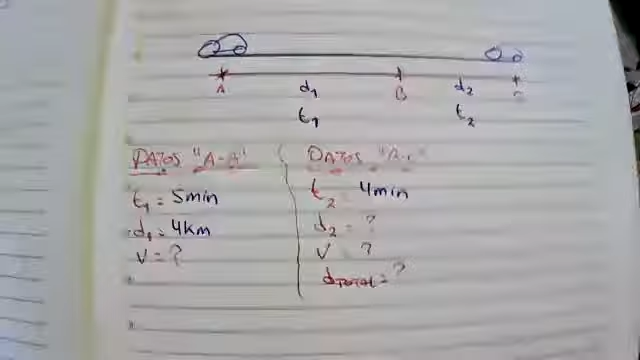 A B
d₁ d₂
t₁ t₂
DATOS "A-B"
t₁ = 5min
d₁ = 4km
V = ?
DATOS "A-
t₂ = 4min
d₂ = ?
V ?
dTOTAL = ?